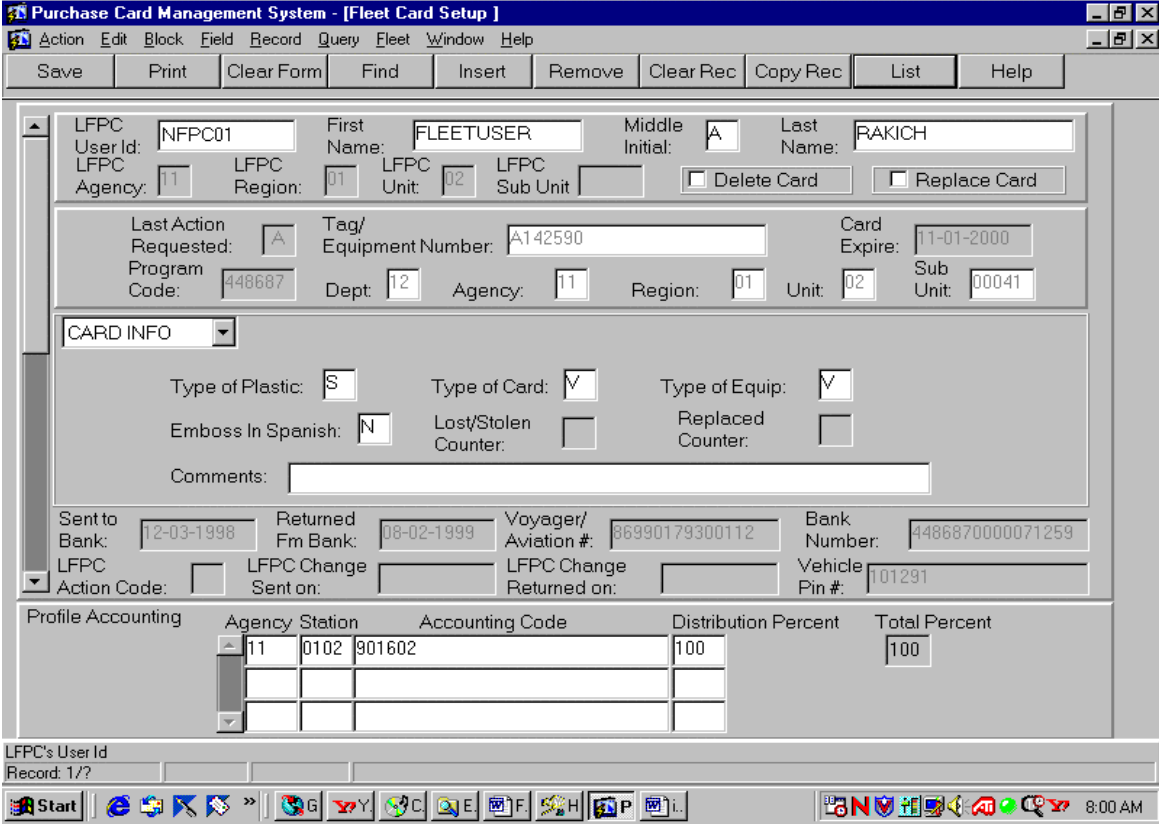 Purchase Card Management System - [Fleet Card Setup ]
Action Edit Block Field Record Query Fleet Window Help
Save Print Clear Form Find Insert Remove Clear Rec Copy Rec List Help
LFPC User Id: NFPC01 First Name: FLEETUSER Middle Initial: A Last Name: RAKICH
LFPC Agency: 11 LFPC Region: 01 LFPC Unit: 02 LFPC Sub Unit Delete Card Replace Card
Last Action Requested: A Tag/ Equipment Number: A142590 Card Expire: 11-01-2000
Program Code: 448687 Dept: 12 Agency: 11 Region: 01 Unit: 02 Sub Unit: 00041
CARD INFO
Type of Plastic: S Type of Card: V Type of Equip: V
Emboss In Spanish: N Lost/Stolen Counter: Replaced Counter:
Comments:
Sent to Bank: 12-03-1998 Returned Fm Bank: 08-02-1999 Voyager/ Aviation #: 86990179300112 Bank Number: 4486870000071259
LFPC Action Code: LFPC Change Sent on: LFPC Change Returned on: Vehicle Pin #: 101291
Profile Accounting Agency Station Accounting Code Distribution Percent Total Percent
11 0102 901602 100 100
LFPC's User Id
Record: 1/?
Start » G Y. C. E. F. H P i.. 8:00 AM